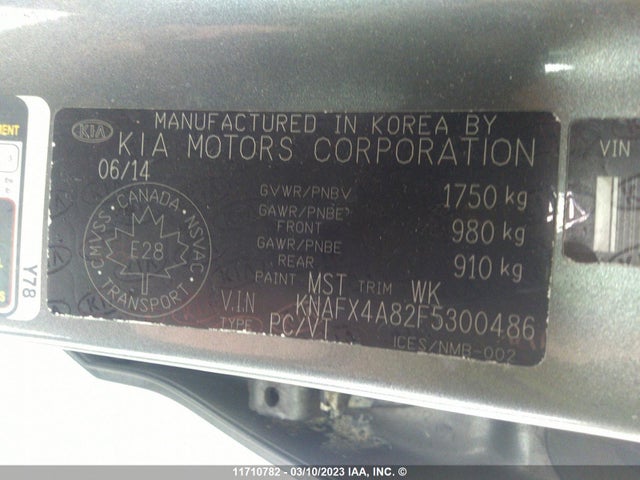 MANUFACTURED IN KOREA BY
KIA KIA MOTORS CORPORATION
06/14
GVWR/PNBV 1750 kg
GAWR/PNBE FRONT 980 kg
GAWR/PNBE REAR 910 kg
PAINT MST TRIM WK
V.I.N KNAFX4A82F5300486
TYPE PC/VT
ICES/NMB-002
CMVSS · CANADA · NSVAC
E28
TRANSPORT
Y78
VIN
11710782 - 03/10/2023 IAA, Inc.